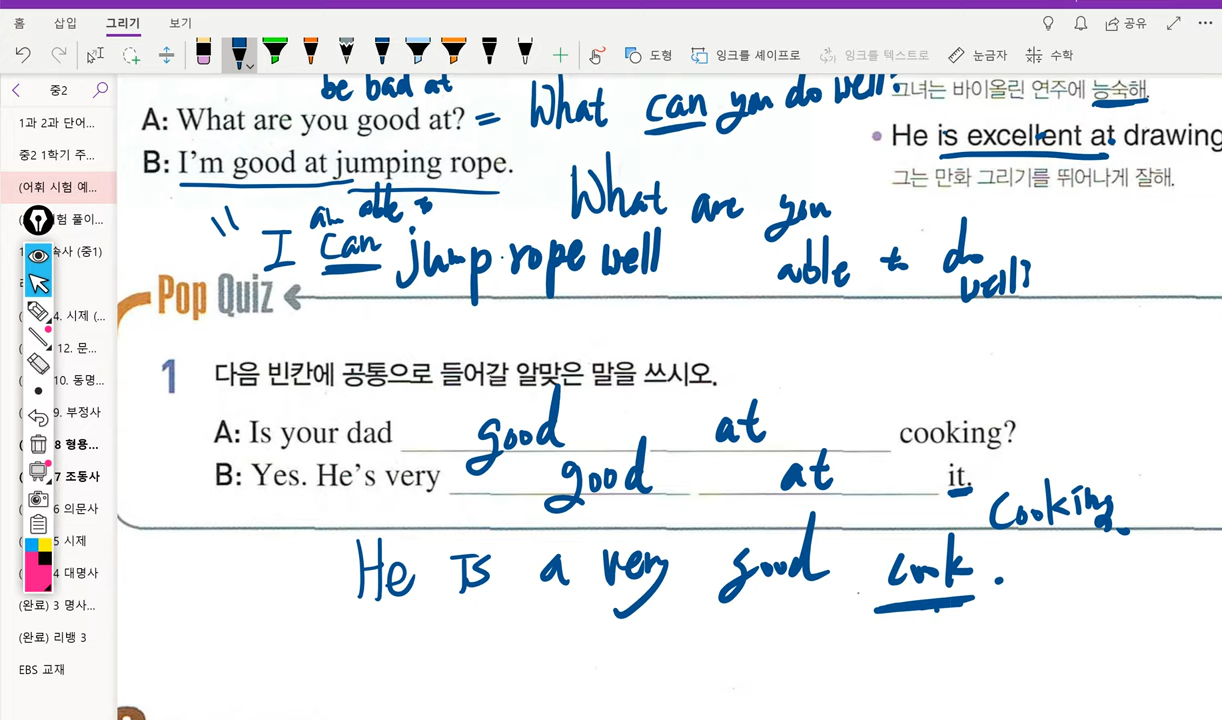 홈 삽입 그리기 보기
공유
도형 잉크를 셰이프로 잉크를 텍스트로 눈금자 수학
중2
1과 2과 단어...
중2 1학기 주...
(어휘 시험 예...
험 풀이...
속사 (중1)
4. 시제 (...
12. 문...
10. 동명...
9. 부정사
8 형용...
7 조동사
6 의문사
5 시제
4 대명사
(완료) 3 명사...
(완료) 리뱅 3
EBS 교재
be bad at
A: What are you good at? = What can you do well?
B: I'm good at jumping rope.
그녀는 바이올린 연주에 능숙해.
He is excellent at drawing
그는 만화 그리기를 뛰어나게 잘해.
am able to
" I can jump rope well
What are you
able to do
well?
Pop Quiz
1 다음 빈칸에 공통으로 들어갈 알맞은 말을 쓰시오.
A: Is your dad good at cooking?
B: Yes. He's very good at it.
cooking.
He is a very good cook.